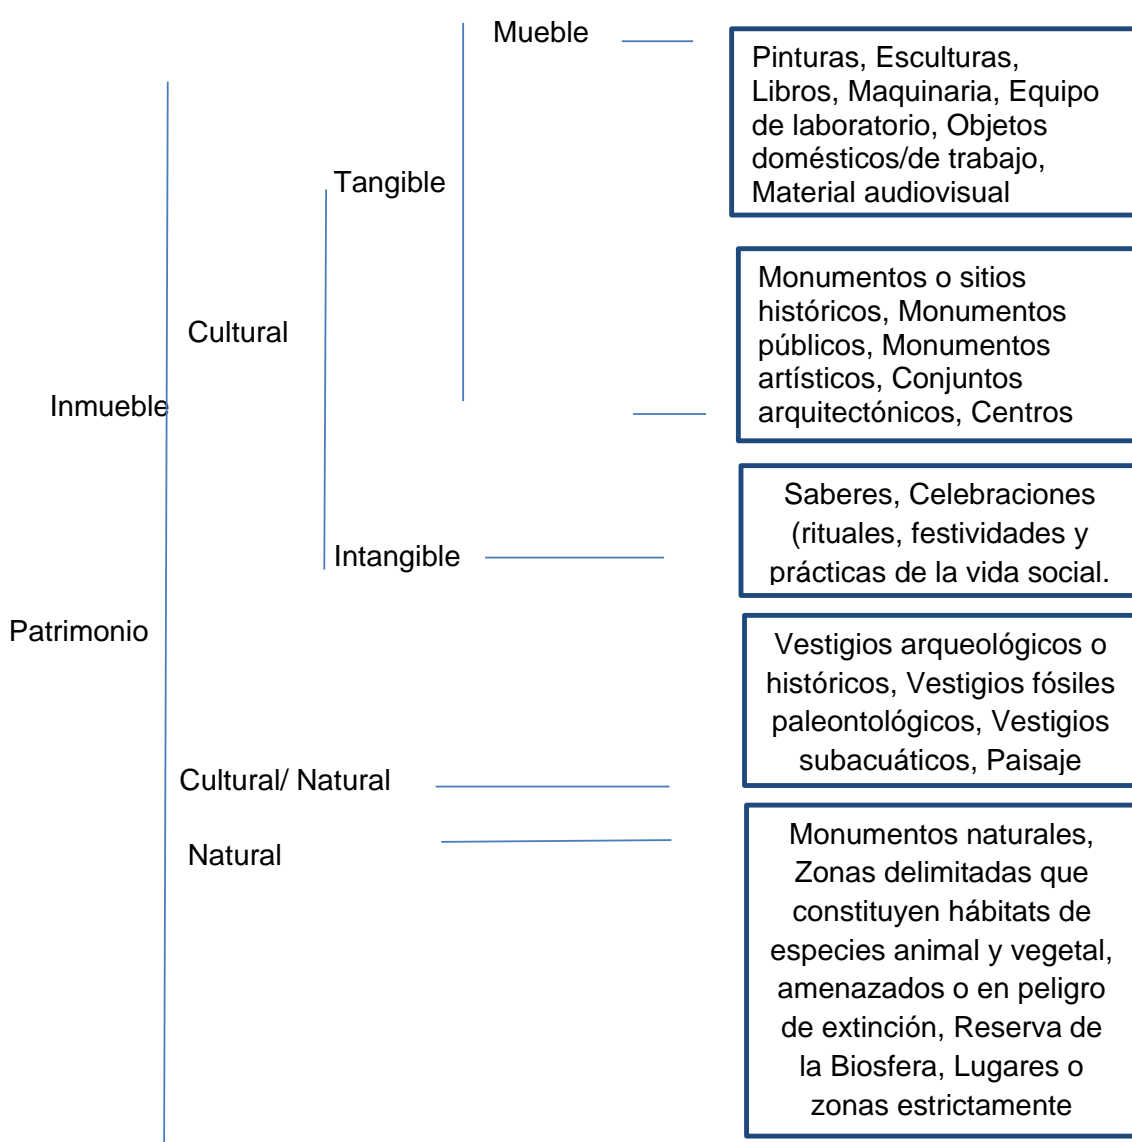 Mueble
Pinturas, Esculturas,
Libros, Maquinaria, Equipo
de laboratorio, Objetos
domésticos/de trabajo,
Material audiovisual
Tangible
Monumentos o sitios
históricos, Monumentos
públicos, Monumentos
artísticos, Conjuntos
arquitectónicos, Centros
Cultural
Inmueble
Saberes, Celebraciones
(rituales, festividades y
prácticas de la vida social.
Intangible
Patrimonio
Vestigios arqueológicos o
históricos, Vestigios fósiles
paleontológicos, Vestigios
subacuáticos, Paisaje
Cultural/ Natural
Natural
Monumentos naturales,
Zonas delimitadas que
constituyen hábitats de
especies animal y vegetal,
amenazados o en peligro
de extinción, Reserva de
la Biosfera, Lugares o
zonas estrictamente